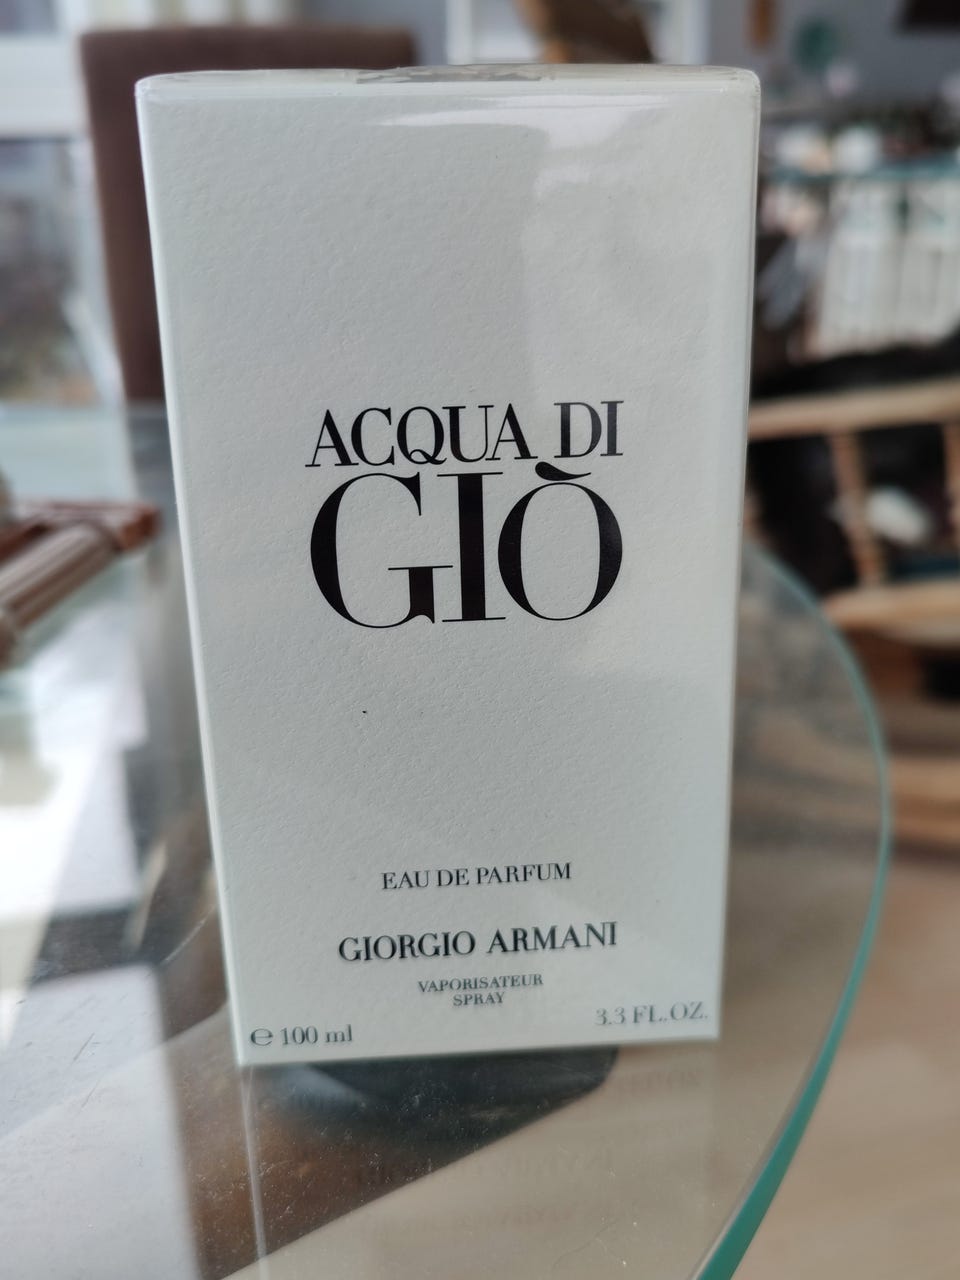 ACQUA DI
GIÒ
EAU DE PARFUM
GIORGIO ARMANI
VAPORISATEUR
SPRAY
℮ 100 ml
3.3 FL.OZ.